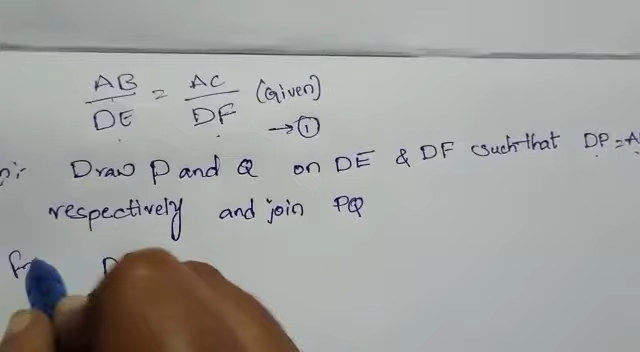 AB/DE = AC/DF (Given)
→①
Draw P and Q on DE & DF such that DP = A
respectively and join PQ